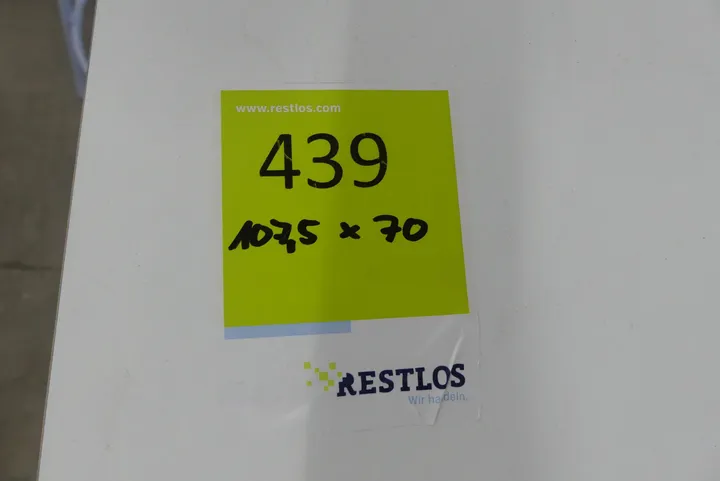 www.restlos.com
439
107,5 x 70
RESTLOS
Wir handeln.